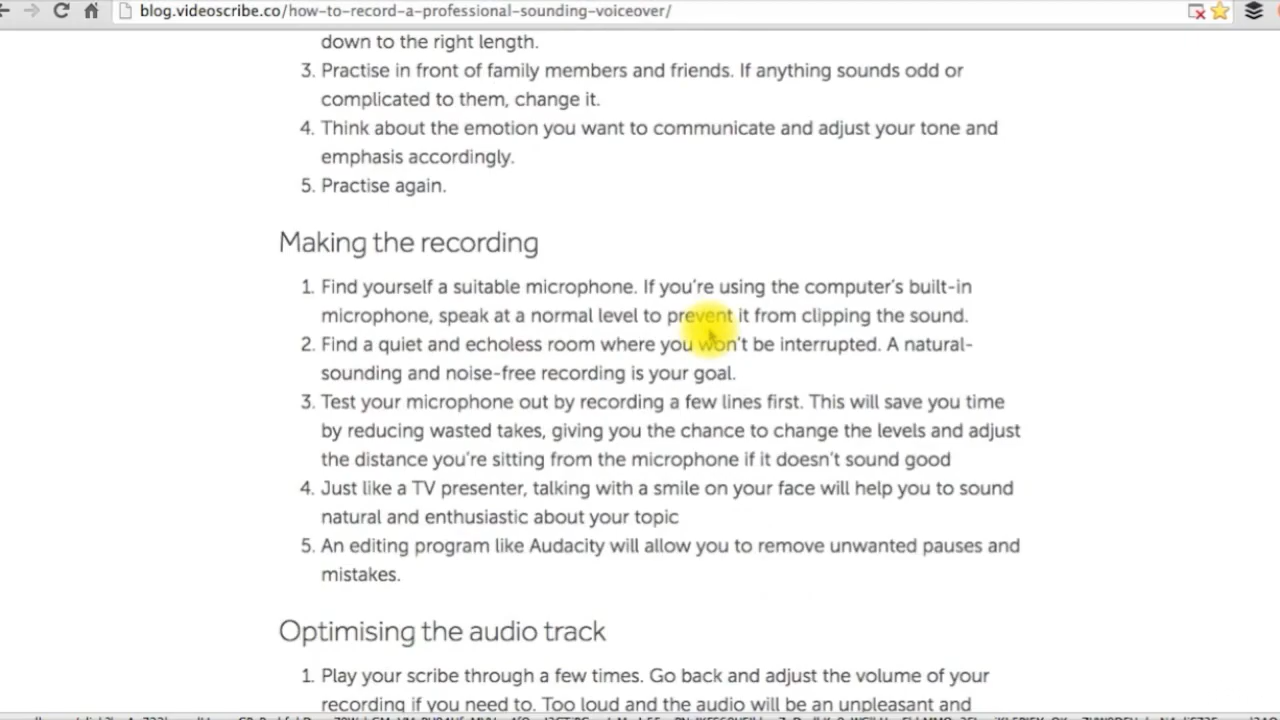 blog.videoscribe.co/how-to-record-a-professional-sounding-voiceover/
down to the right length.
3. Practise in front of family members and friends. If anything sounds odd or
complicated to them, change it.
4. Think about the emotion you want to communicate and adjust your tone and
emphasis accordingly.
5. Practise again.
Making the recording
1. Find yourself a suitable microphone. If you're using the computer's built-in
microphone, speak at a normal level to prevent it from clipping the sound.
2. Find a quiet and echoless room where you won't be interrupted. A natural-
sounding and noise-free recording is your goal.
3. Test your microphone out by recording a few lines first. This will save you time
by reducing wasted takes, giving you the chance to change the levels and adjust
the distance you're sitting from the microphone if it doesn't sound good
4. Just like a TV presenter, talking with a smile on your face will help you to sound
natural and enthusiastic about your topic
5. An editing program like Audacity will allow you to remove unwanted pauses and
mistakes.
Optimising the audio track
1. Play your scribe through a few times. Go back and adjust the volume of your
recording if you need to. Too loud and the audio will be an unpleasant and